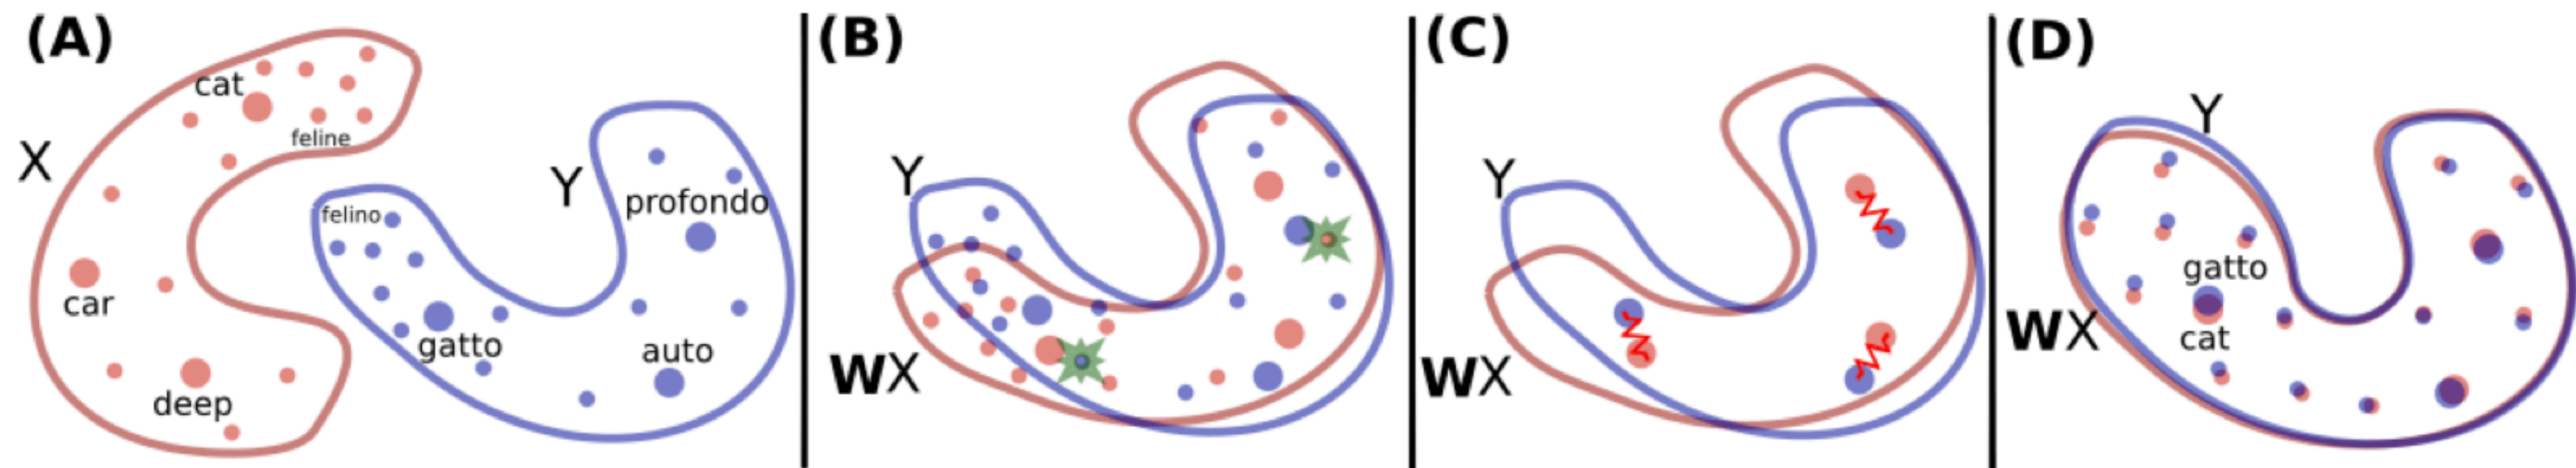 (A)
cat
feline
X
car
deep
Y
felino
profondo
gatto
auto
(B)
Y
WX
(C)
Y
WX
(D)
Y
gatto
cat
WX